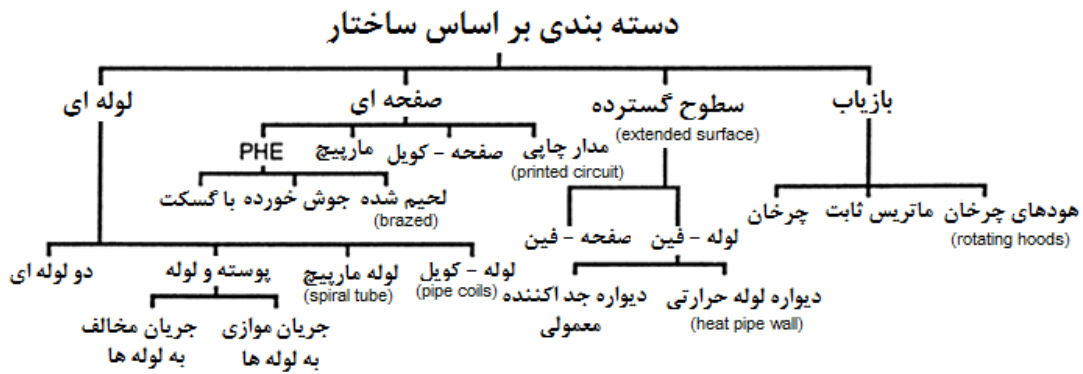 دسته بندی بر اساس ساختار
بازیاب
سطوح گسترده
(extended surface)
صفحه ای
لوله ای
چرخان
ماتریس ثابت
هودهای چرخان
(rotating hoods)
صفحه - فین
لوله - فین
دیواره جداکننده
معمولی
دیواره لوله حرارتی
(heat pipe wall)
PHE
مارپیچ
صفحه - کویل
مدار چاپی
(printed circuit)
با گسکت
جوش خورده
لحیم شده
(brazed)
دو لوله ای
پوسته و لوله
لوله مارپیچ
(spiral tube)
لوله - کویل
(pipe coils)
جریان مخالف
به لوله ها
جریان موازی
به لوله ها